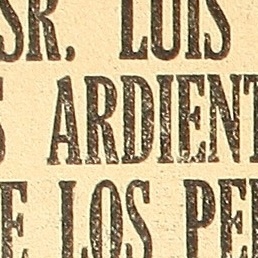 SR. LUIS
S ARDIENT
E LOS PE